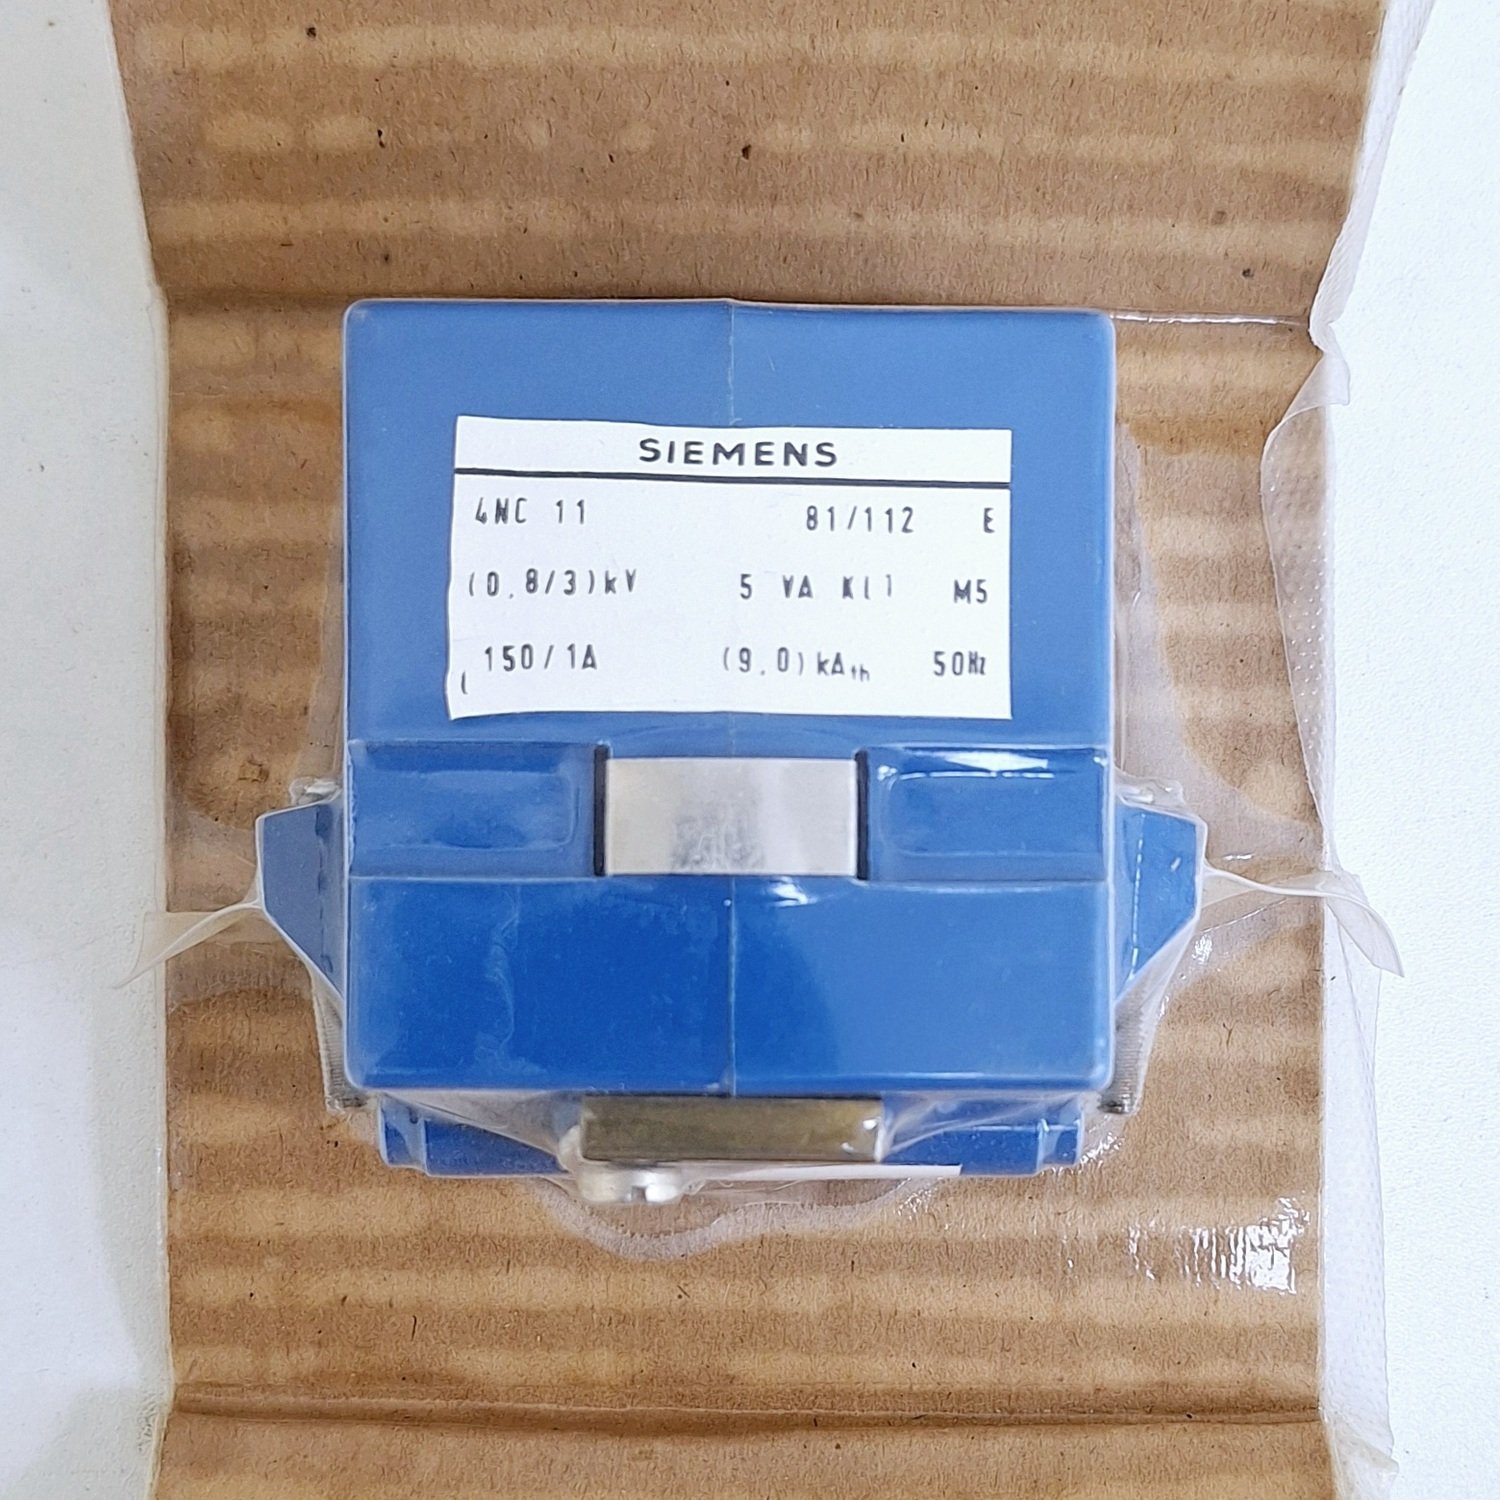 SIEMENS
4NC 11 81/112 E
(0,8/3)kV 5 VA Kl1 M5
150/1A (9,0)kAth 50Hz